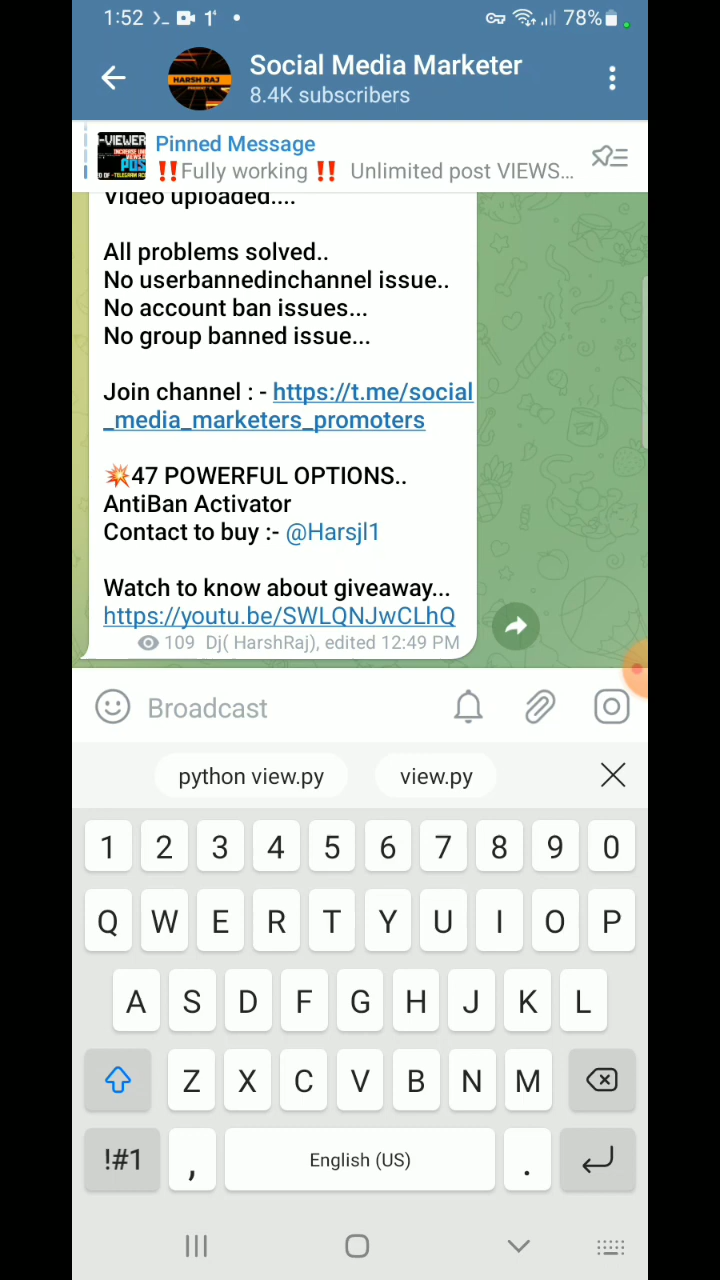 1:52
78%
Social Media Marketer
8.4K subscribers
HARSH RAJ
-VIEWER
Pinned Message
‼️Fully working ‼️ Unlimited post VIEWS...
Video uploaded....
All problems solved..
No userbannedinchannel issue..
No account ban issues...
No group banned issue...
Join channel : - https://t.me/social
_media_marketers_promoters
💥47 POWERFUL OPTIONS..
AntiBan Activator
Contact to buy :- @Harsjl1
Watch to know about giveaway...
https://youtu.be/SWLQNJwCLhQ
109 Dj( HarshRaj), edited 12:49 PM
Broadcast
python view.py view.py
1 2 3 4 5 6 7 8 9 0
Q W E R T Y U I O P
A S D F G H J K L
Z X C V B N M
!#1 , English (US) .